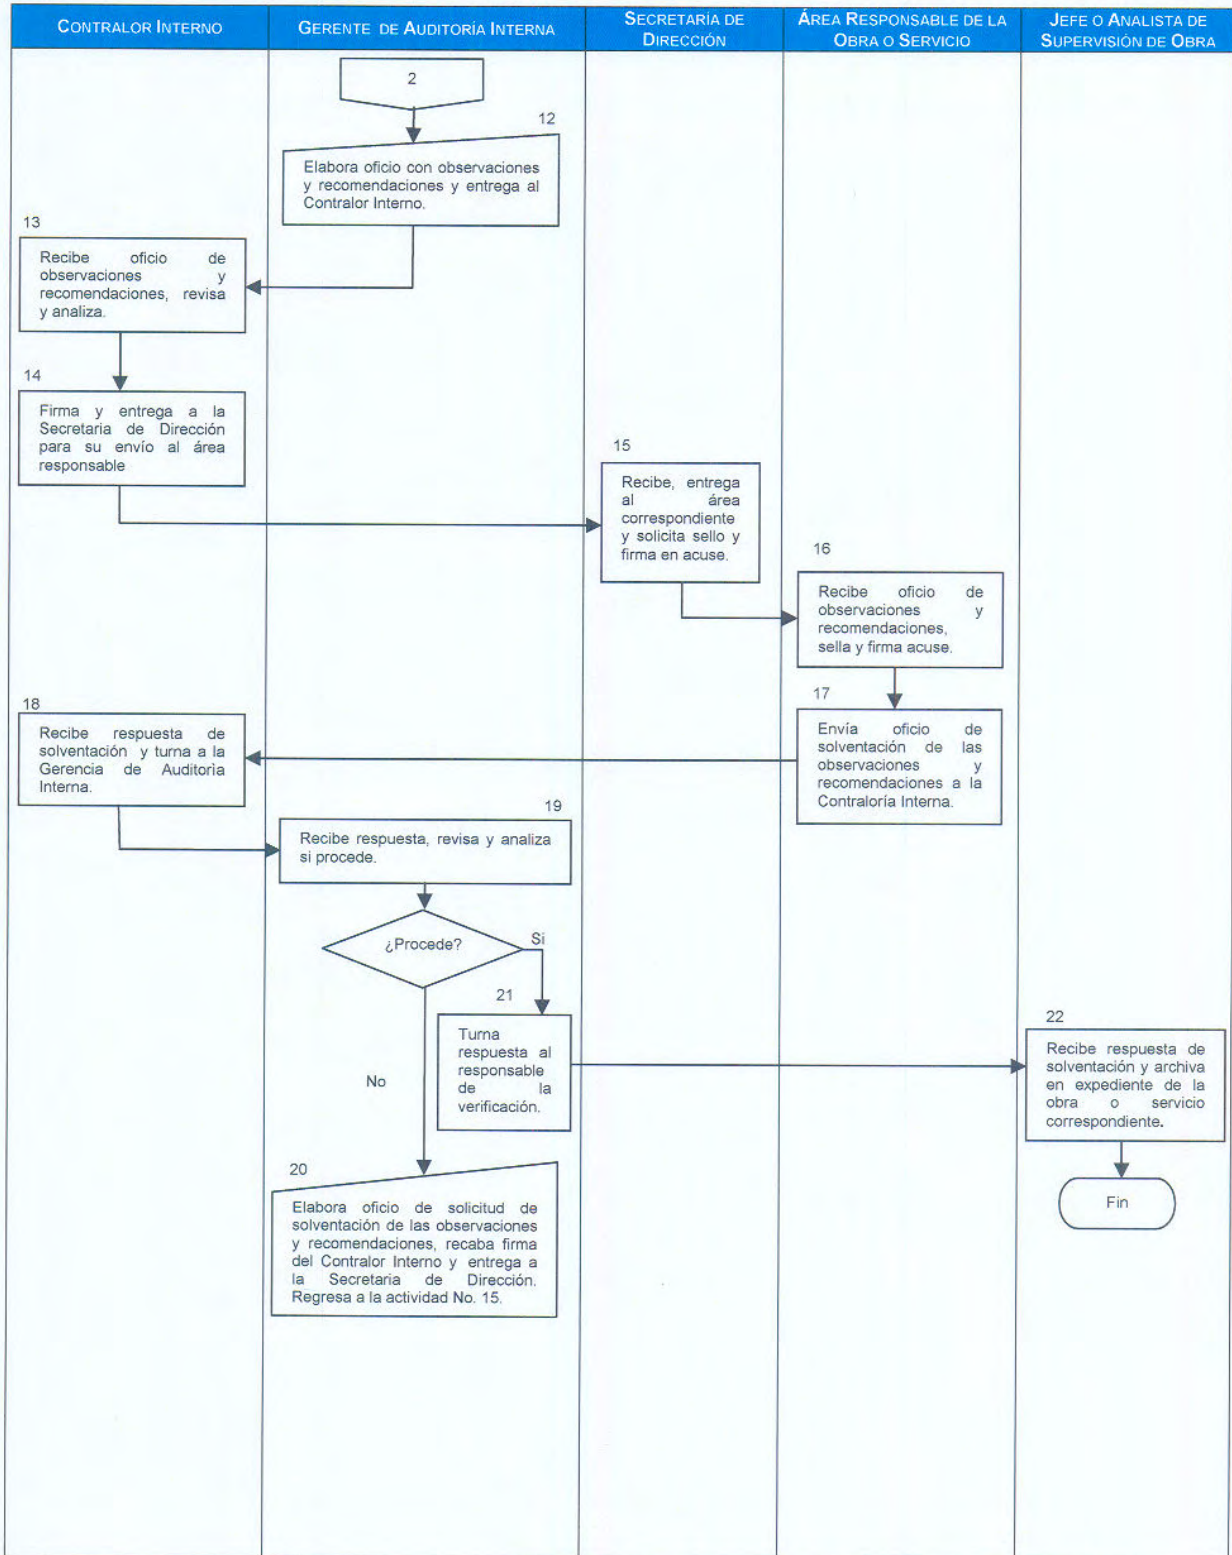 CONTRALOR INTERNO
GERENTE DE AUDITORÍA INTERNA
SECRETARÍA DE
DIRECCIÓN
ÁREA RESPONSABLE DE LA
OBRA O SERVICIO
JEFE O ANALISTA DE
SUPERVISIÓN DE OBRA
2
12
Elabora oficio con observaciones
y recomendaciones y entrega al
Contralor Interno.
13
Recibe oficio de
observaciones y
recomendaciones, revisa
y analiza.
14
Firma y entrega a la
Secretaria de Dirección
para su envío al área
responsable
15
Recibe, entrega
al área
correspondiente
y solicita sello y
firma en acuse.
16
Recibe oficio de
observaciones y
recomendaciones,
sella y firma acuse.
17
Envía oficio de
solventación de las
observaciones y
recomendaciones a la
Contraloría Interna.
18
Recibe respuesta de
solventación y turna a la
Gerencia de Auditoria
Interna.
19
Recibe respuesta, revisa y analiza
si procede.
¿Procede?
Si
No
21
Turna
respuesta al
responsable
de la
verificación.
22
Recibe respuesta de
solventación y archiva
en expediente de la
obra o servicio
correspondiente.
20
Elabora oficio de solicitud de
solventación de las observaciones
y recomendaciones, recaba firma
del Contralor Interno y entrega a
la Secretaria de Dirección.
Regresa a la actividad No. 15.
Fin